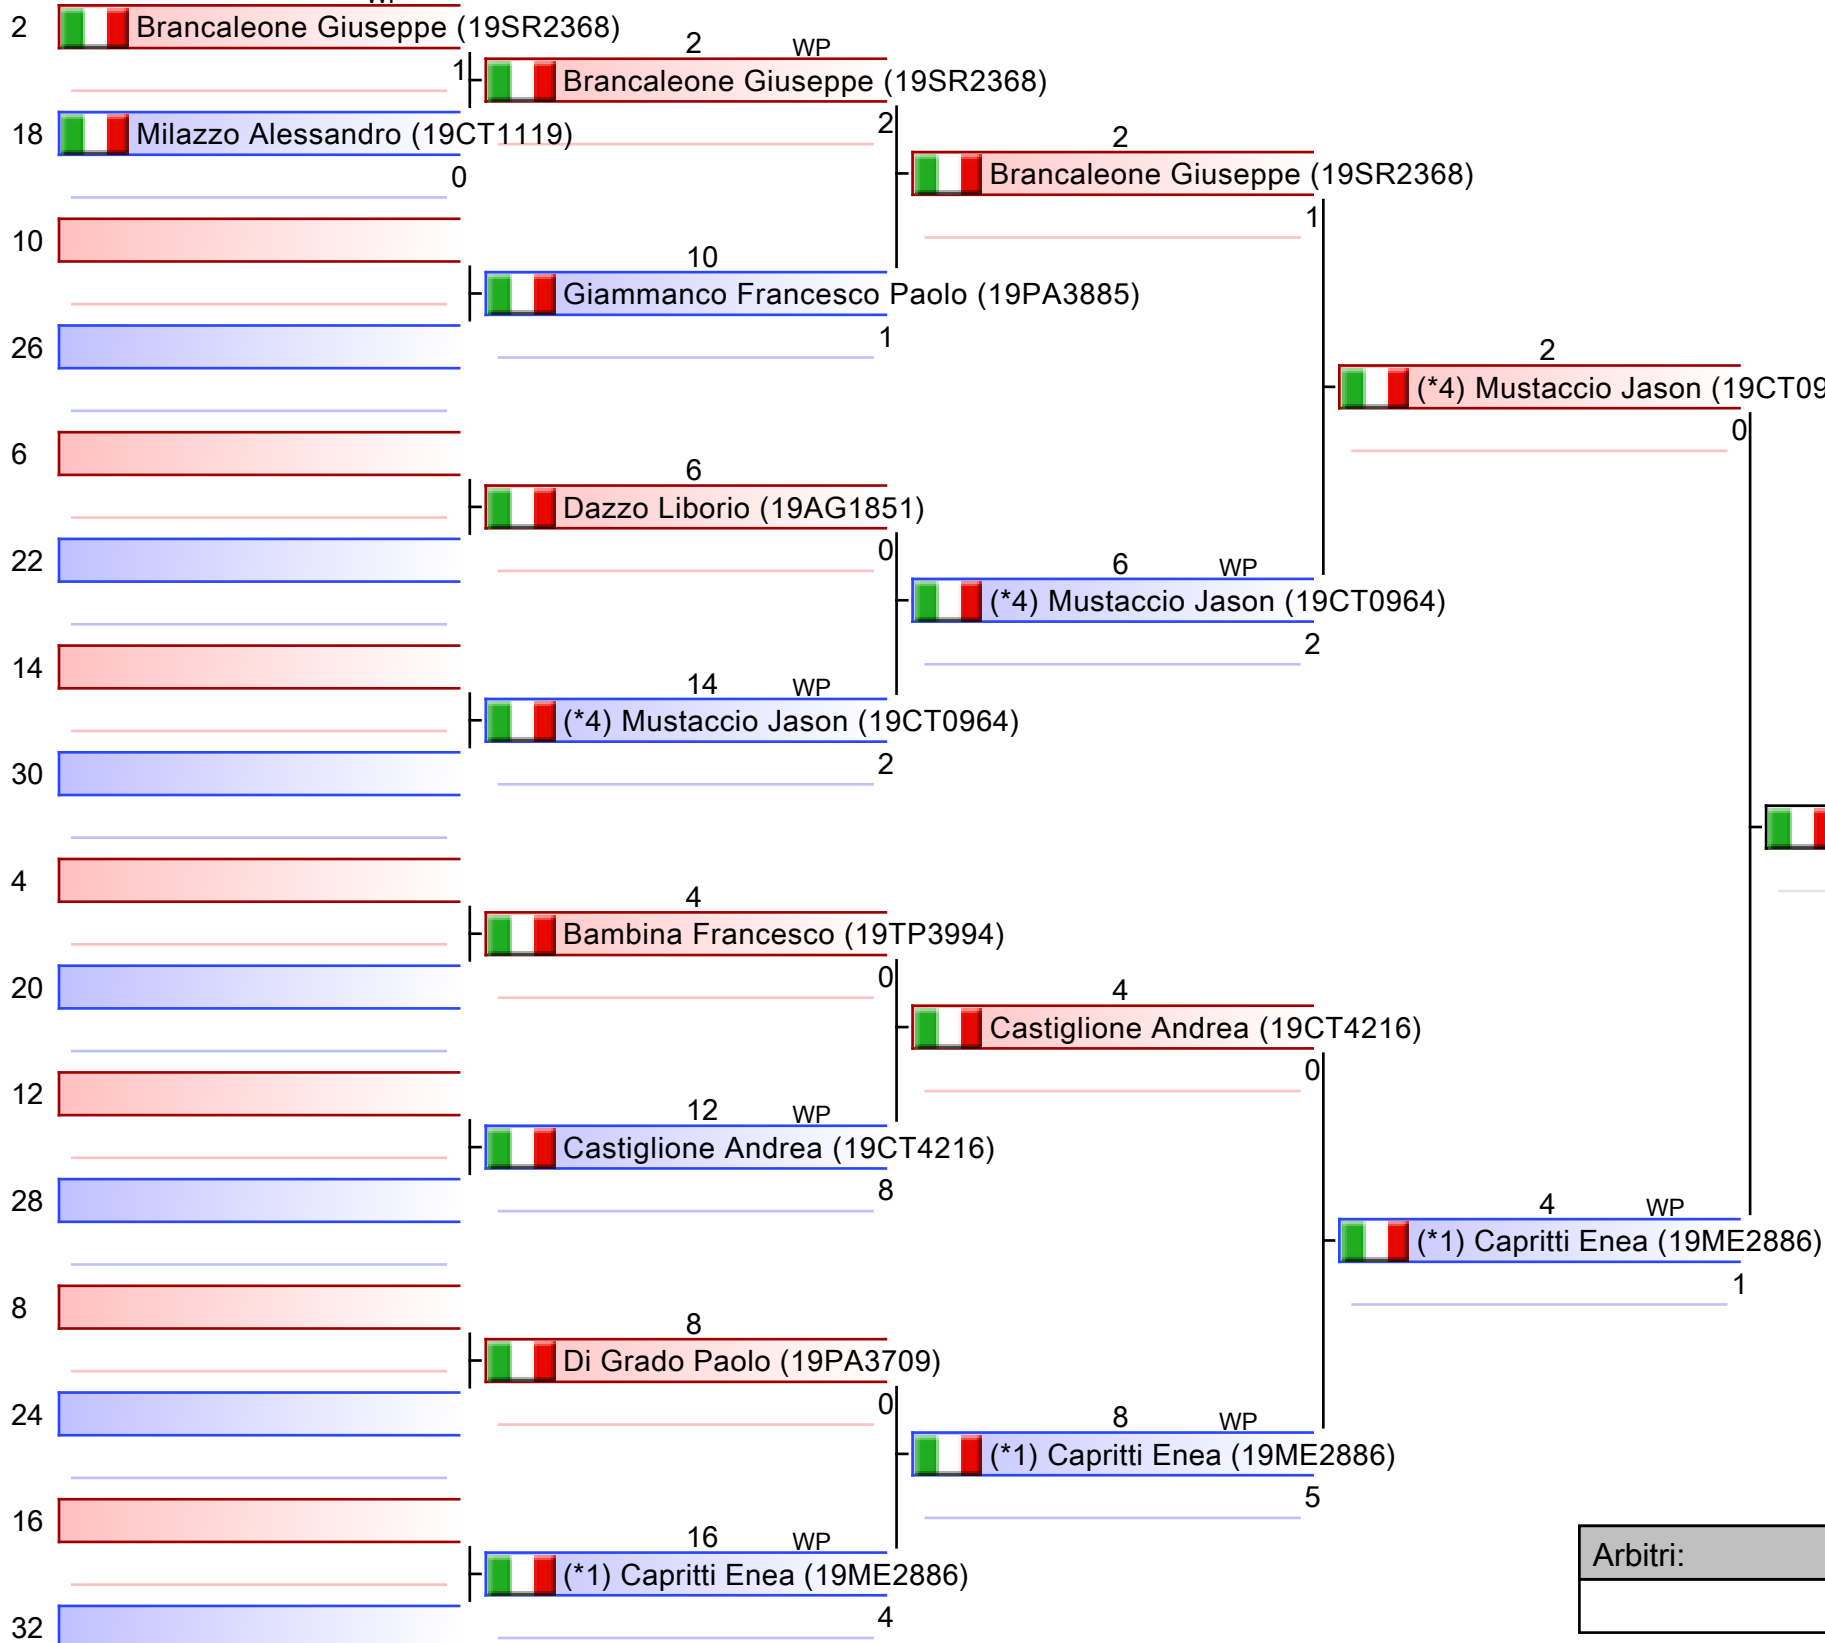 WP
2 Brancaleone Giuseppe (19SR2368)
1
18 Milazzo Alessandro (19CT1119)
0
10
26
6
22
14
30
4
20
12
28
8
24
16
32
2 WP
Brancaleone Giuseppe (19SR2368)
2
10
Giammanco Francesco Paolo (19PA3885)
1
6
Dazzo Liborio (19AG1851)
0
14 WP
(*4) Mustaccio Jason (19CT0964)
2
4
Bambina Francesco (19TP3994)
0
12 WP
Castiglione Andrea (19CT4216)
8
8
Di Grado Paolo (19PA3709)
0
16 WP
(*1) Capritti Enea (19ME2886)
4
2
Brancaleone Giuseppe (19SR2368)
1
6 WP
(*4) Mustaccio Jason (19CT0964)
2
4
Castiglione Andrea (19CT4216)
0
8 WP
(*1) Capritti Enea (19ME2886)
5
2
(*4) Mustaccio Jason (19CT09
0
4 WP
(*1) Capritti Enea (19ME2886)
1
Arbitri: